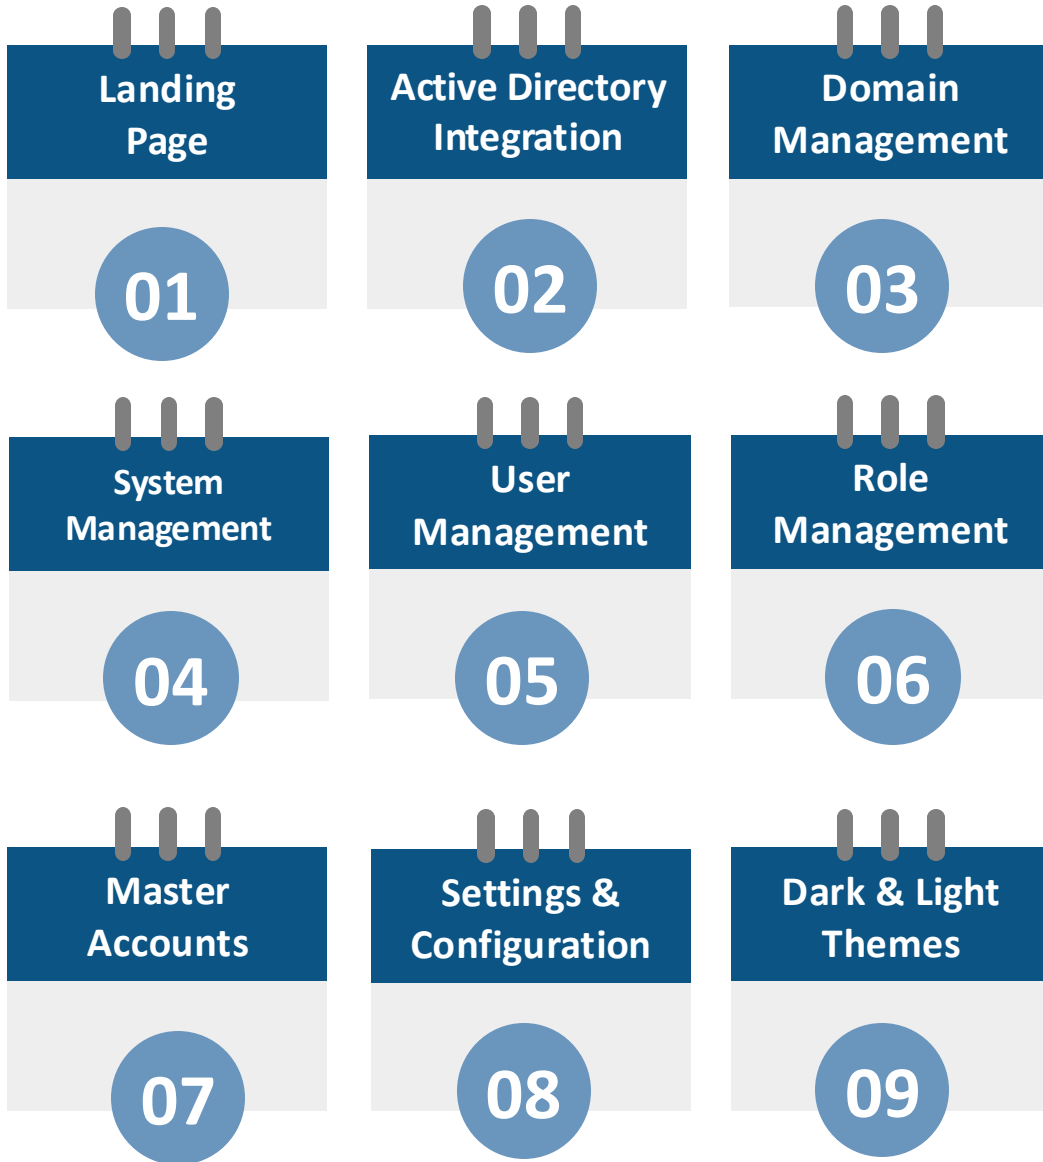 Landing
Page
01
Active Directory
Integration
02
Domain
Management
03
System
Management
04
User
Management
05
Role
Management
06
Master
Accounts
07
Settings &
Configuration
08
Dark & Light
Themes
09